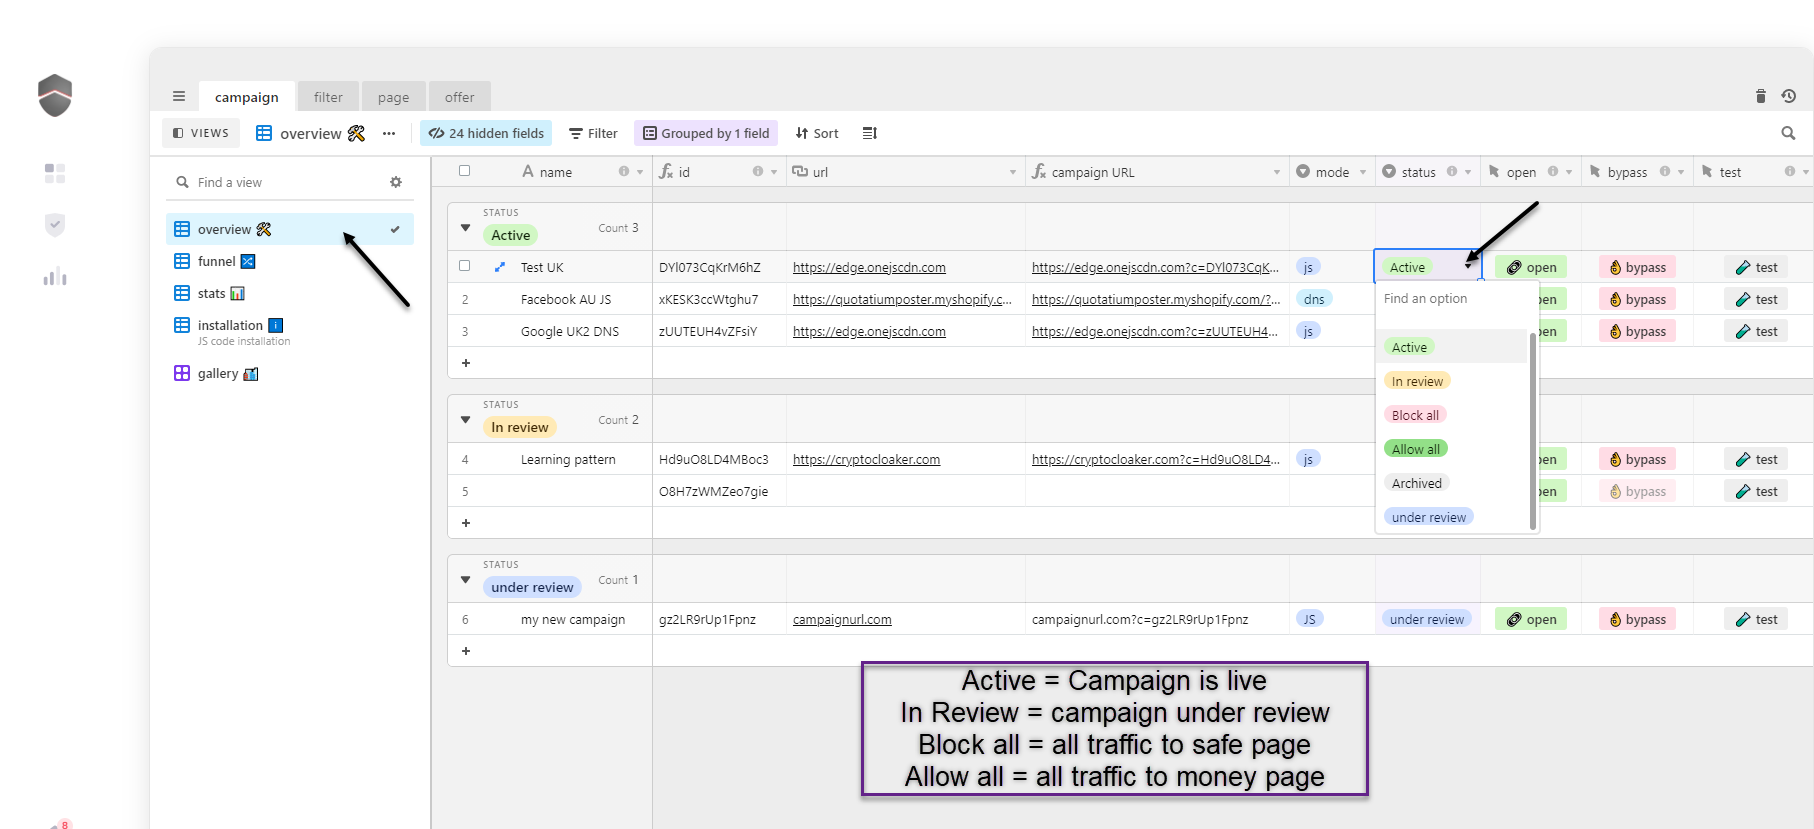 campaign filter page offer
VIEWS overview ... 24 hidden fields Filter Grouped by 1 field Sort
Find a view
overview
funnel
stats
installation
JS code installation
gallery
name id url campaign URL mode status open bypass test
STATUS
Active Count 3
Test UK DYl073CqKrM6hZ https://edge.onejscdn.com https://edge.onejscdn.com?c=DYl073CqK... js Active open bypass test
2 Facebook AU JS xKESK3ccWtghu7 https://quotatiumposter.myshopify.c... https://quotatiumposter.myshopify.com/?... dns en bypass test
3 Google UK2 DNS zUUTEUH4vZFsiY https://edge.onejscdn.com https://edge.onejscdn.com?c=zUUTEUH4... js en bypass test
+
Find an option
Active
In review
Block all
Allow all
Archived
under review
STATUS
In review Count 2
4 Learning pattern Hd9uO8LD4MBoc3 https://cryptocloaker.com https://cryptocloaker.com?c=Hd9uO8LD4... js en bypass test
5 O8H7zWMZeo7gie en bypass test
+
STATUS
under review Count 1
6 my new campaign gz2LR9rUp1Fpnz campaignurl.com campaignurl.com?c=gz2LR9rUp1Fpnz JS under review open bypass test
+
Active = Campaign is live
In Review = campaign under review
Block all = all traffic to safe page
Allow all = all traffic to money page
8